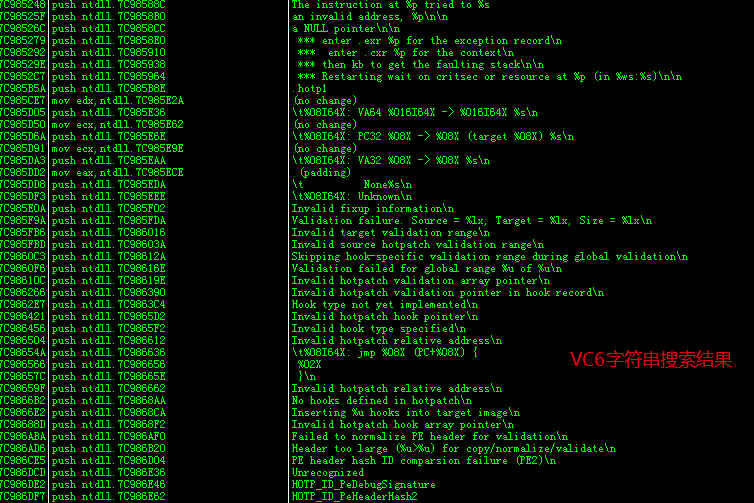 7C985248 push ntdll.7C98588C The instruction at %p tried to %s
7C98525F push ntdll.7C9858B0 an invalid address, %p\n\n
7C98526C push ntdll.7C9858CC a NULL pointer\n\n
7C985279 push ntdll.7C9858E0 *** enter .exr %p for the exception record\n
7C985292 push ntdll.7C985910 *** enter .cxr %p for the context\n
7C98529E push ntdll.7C985938 *** then kb to get the faulting stack\n\n
7C9852C7 push ntdll.7C985964 *** Restarting wait on critsec or resource at %p (in %ws:%s)\n\n
7C985B5A push ntdll.7C985B8E .hotp1
7C985CE7 mov edx,ntdll.7C985E2A (no change)
7C985D05 push ntdll.7C985E36 \t%08I64X: VA64 %016I64X -> %016I64X %s\n
7C985D50 mov ecx,ntdll.7C985E62 (no change)
7C985D6A push ntdll.7C985E6E \t%08I64X: PC32 %08X -> %08X (target %08X) %s\n
7C985D91 mov ecx,ntdll.7C985E9E (no change)
7C985DA3 push ntdll.7C985EAA \t%08I64X: VA32 %08X -> %08X %s\n
7C985DD2 mov eax,ntdll.7C985ECE (padding)
7C985DD8 push ntdll.7C985EDA \t None%s\n
7C985DF3 push ntdll.7C985EEE \t%08I64X: Unknown\n
7C985E0A push ntdll.7C985F02 Invalid fixup information\n
7C985F9A push ntdll.7C985FDA Validation failure. Source = %lx, Target = %lx, Size = %lx\n
7C985FB6 push ntdll.7C986016 Invalid target validation range\n
7C985FBD push ntdll.7C98603A Invalid source hotpatch validation range\n
7C9860C3 push ntdll.7C98612A Skipping hook-specific validation range during global validation\n
7C9860F6 push ntdll.7C98616E Validation failed for global range %u of %u\n
7C98610C push ntdll.7C98619E Invalid hotpatch validation array pointer\n
7C986266 push ntdll.7C986390 Invalid hotpatch validation pointer in hook record\n
7C9862E7 push ntdll.7C9863C4 Hook type not yet implemented\n
7C986421 push ntdll.7C9865D2 Invalid hotpatch hook pointer\n
7C986456 push ntdll.7C9865F2 Invalid hook type specified\n
7C986504 push ntdll.7C986612 Invalid hotpatch relative address\n
7C98654A push ntdll.7C986636 \t%08I64X: jmp %08X (PC+%08X) {
7C986566 push ntdll.7C986656 %02X
7C98657C push ntdll.7C98665E }\n
7C98659F push ntdll.7C986662 Invalid hotpatch relative address\n
7C9866B2 push ntdll.7C9868AA No hooks defined in hotpatch\n
7C9866E2 push ntdll.7C9868CA Inserting %u hooks into target image\n
7C98688D push ntdll.7C9868F2 Invalid hotpatch hook array pointer\n
7C986ABA push ntdll.7C986AF0 Failed to normalize PE header for validation\n
7C986AD6 push ntdll.7C986B20 Header too large (%u>%u) for copy/normalize/validate\n
7C986CE5 push ntdll.7C986D04 PE header hash ID comparsion failure (PE2)\n
7C986DCD push ntdll.7C986E36 Unrecognized
7C986DE2 push ntdll.7C986E46 HOTP_ID_PeDebugSignature
7C986DF7 push ntdll.7C986E62 HOTP_ID_PeHeaderHash2
VC6字符串搜索结果